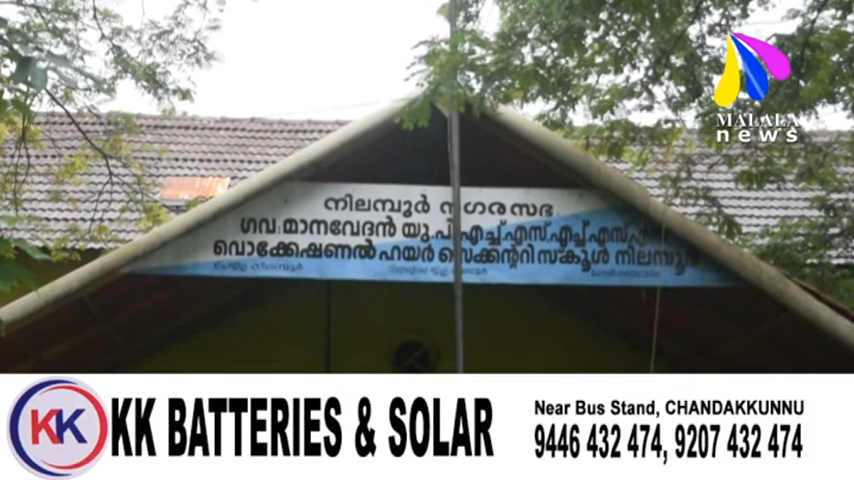 MALALA
news
നിലമ്പൂർ നഗരസഭ
ഗവ:മാനവേദൻ യു.പി.എച്ച്.എസ്.എച്ച്.എസ്.എസ്
വൊക്കേഷണൽ ഹയർ സെക്കന്ററി സ്കൂൾ നിലമ്പൂർ
KK
KK BATTERIES & SOLAR
Near Bus Stand, CHANDAKKUNNU
9446 432 474, 9207 432 474